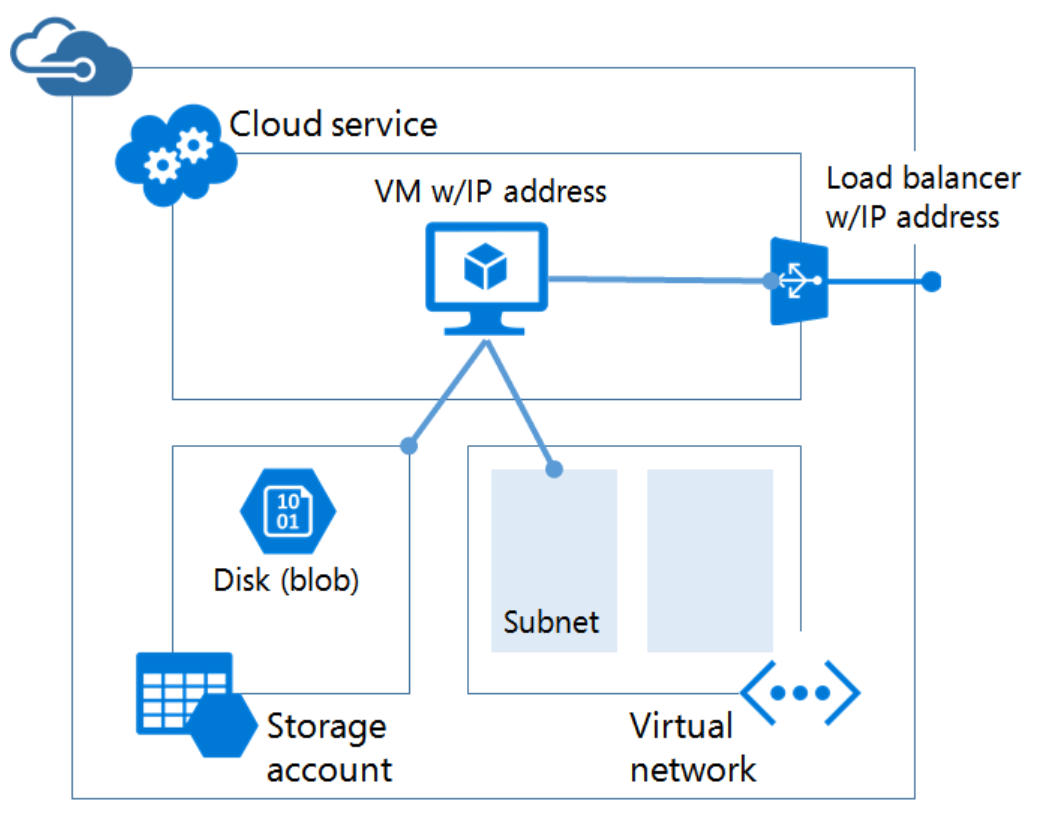 Cloud service
VM w/IP address
Load balancer
w/IP address
10
01
Disk (blob)
Subnet
Storage
account
Virtual
network